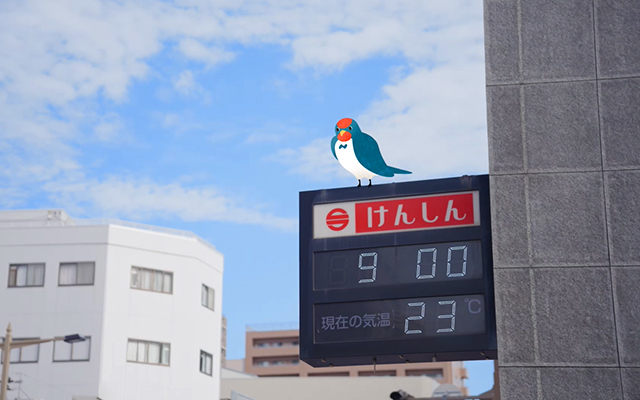 けんしん
9 00
現在の気温 23 ℃